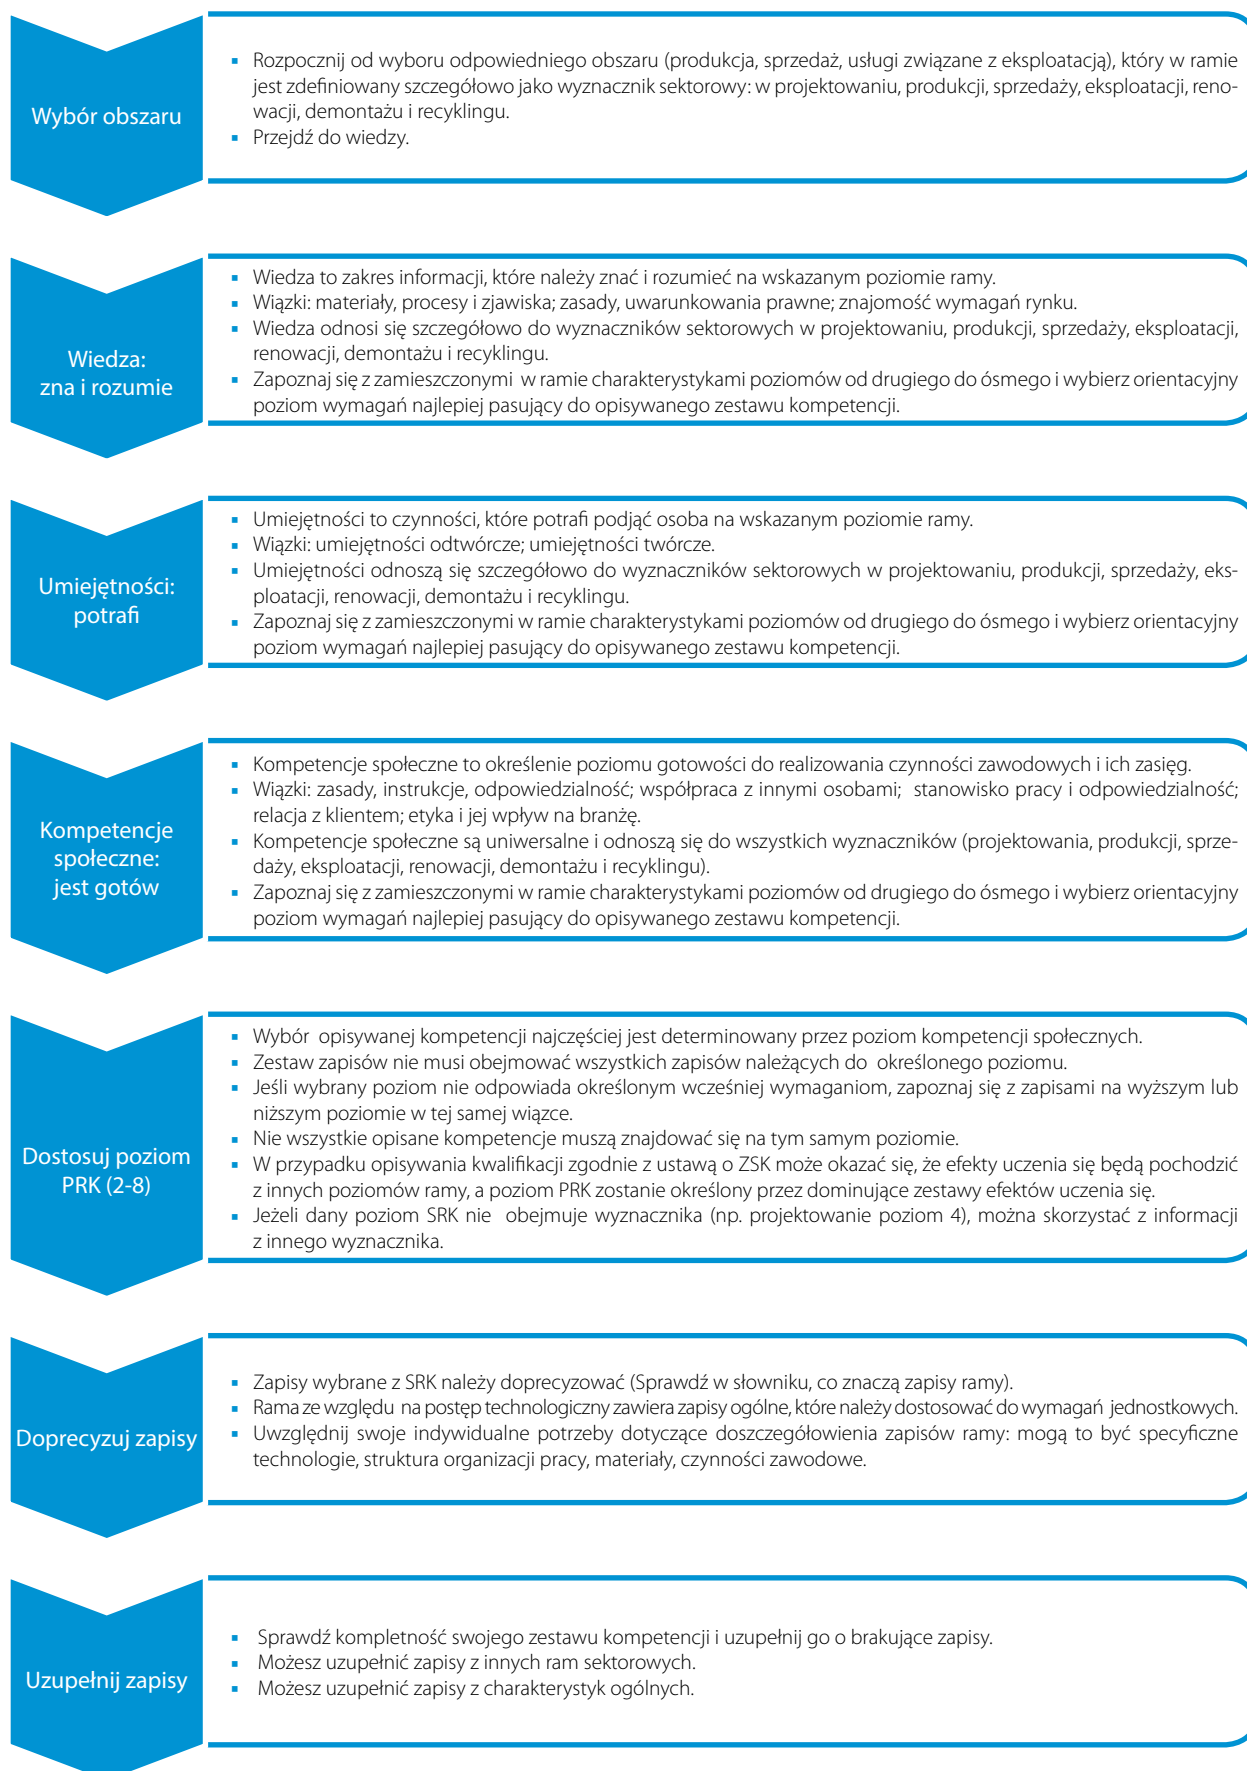 Wybór obszaru
▪ Rozpocznij od wyboru odpowiedniego obszaru (produkcja, sprzedaż, usługi związane z eksploatacją), który w ramie
jest zdefiniowany szczegółowo jako wyznacznik sektorowy: w projektowaniu, produkcji, sprzedaży, eksploatacji, reno-
wacji, demontażu i recyklingu.
▪ Przejdź do wiedzy.
Wiedza:
zna i rozumie
▪ Wiedza to zakres informacji, które należy znać i rozumieć na wskazanym poziomie ramy.
▪ Wiązki: materiały, procesy i zjawiska; zasady, uwarunkowania prawne; znajomość wymagań rynku.
▪ Wiedza odnosi się szczegółowo do wyznaczników sektorowych w projektowaniu, produkcji, sprzedaży, eksploatacji,
renowacji, demontażu i recyklingu.
▪ Zapoznaj się z zamieszczonymi w ramie charakterystykami poziomów od drugiego do ósmego i wybierz orientacyjny
poziom wymagań najlepiej pasujący do opisywanego zestawu kompetencji.
Umiejętności:
potrafi
▪ Umiejętności to czynności, które potrafi podjąć osoba na wskazanym poziomie ramy.
▪ Wiązki: umiejętności odtwórcze; umiejętności twórcze.
▪ Umiejętności odnoszą się szczegółowo do wyznaczników sektorowych w projektowaniu, produkcji, sprzedaży, eks-
ploatacji, renowacji, demontażu i recyklingu.
▪ Zapoznaj się z zamieszczonymi w ramie charakterystykami poziomów od drugiego do ósmego i wybierz orientacyjny
poziom wymagań najlepiej pasujący do opisywanego zestawu kompetencji.
Kompetencje
społeczne:
jest gotów
▪ Kompetencje społeczne to określenie poziomu gotowości do realizowania czynności zawodowych i ich zasięg.
▪ Wiązki: zasady, instrukcje, odpowiedzialność; współpraca z innymi osobami; stanowisko pracy i odpowiedzialność;
relacja z klientem; etyka i jej wpływ na branżę.
▪ Kompetencje społeczne są uniwersalne i odnoszą się do wszystkich wyznaczników (projektowania, produkcji, sprze-
daży, eksploatacji, renowacji, demontażu i recyklingu).
▪ Zapoznaj się z zamieszczonymi w ramie charakterystykami poziomów od drugiego do ósmego i wybierz orientacyjny
poziom wymagań najlepiej pasujący do opisywanego zestawu kompetencji.
Dostosuj poziom
PRK (2-8)
▪ Wybór opisywanej kompetencji najczęściej jest determinowany przez poziom kompetencji społecznych.
▪ Zestaw zapisów nie musi obejmować wszystkich zapisów należących do określonego poziomu.
▪ Jeśli wybrany poziom nie odpowiada określonym wcześniej wymaganiom, zapoznaj się z zapisami na wyższym lub
niższym poziomie w tej samej wiązce.
▪ Nie wszystkie opisane kompetencje muszą znajdować się na tym samym poziomie.
▪ W przypadku opisywania kwalifikacji zgodnie z ustawą o ZSK może okazać się, że efekty uczenia się będą pochodzić
z innych poziomów ramy, a poziom PRK zostanie określony przez dominujące zestawy efektów uczenia się.
▪ Jeżeli dany poziom SRK nie obejmuje wyznacznika (np. projektowanie poziom 4), można skorzystać z informacji
z innego wyznacznika.
Doprecyzuj zapisy
▪ Zapisy wybrane z SRK należy doprecyzować (Sprawdź w słowniku, co znaczą zapisy ramy).
▪ Rama ze względu na postęp technologiczny zawiera zapisy ogólne, które należy dostosować do wymagań jednostkowych.
▪ Uwzględnij swoje indywidualne potrzeby dotyczące doszczegółowienia zapisów ramy: mogą to być specyficzne
technologie, struktura organizacji pracy, materiały, czynności zawodowe.
Uzupełnij zapisy
▪ Sprawdź kompletność swojego zestawu kompetencji i uzupełnij go o brakujące zapisy.
▪ Możesz uzupełnić zapisy z innych ram sektorowych.
▪ Możesz uzupełnić zapisy z charakterystyk ogólnych.